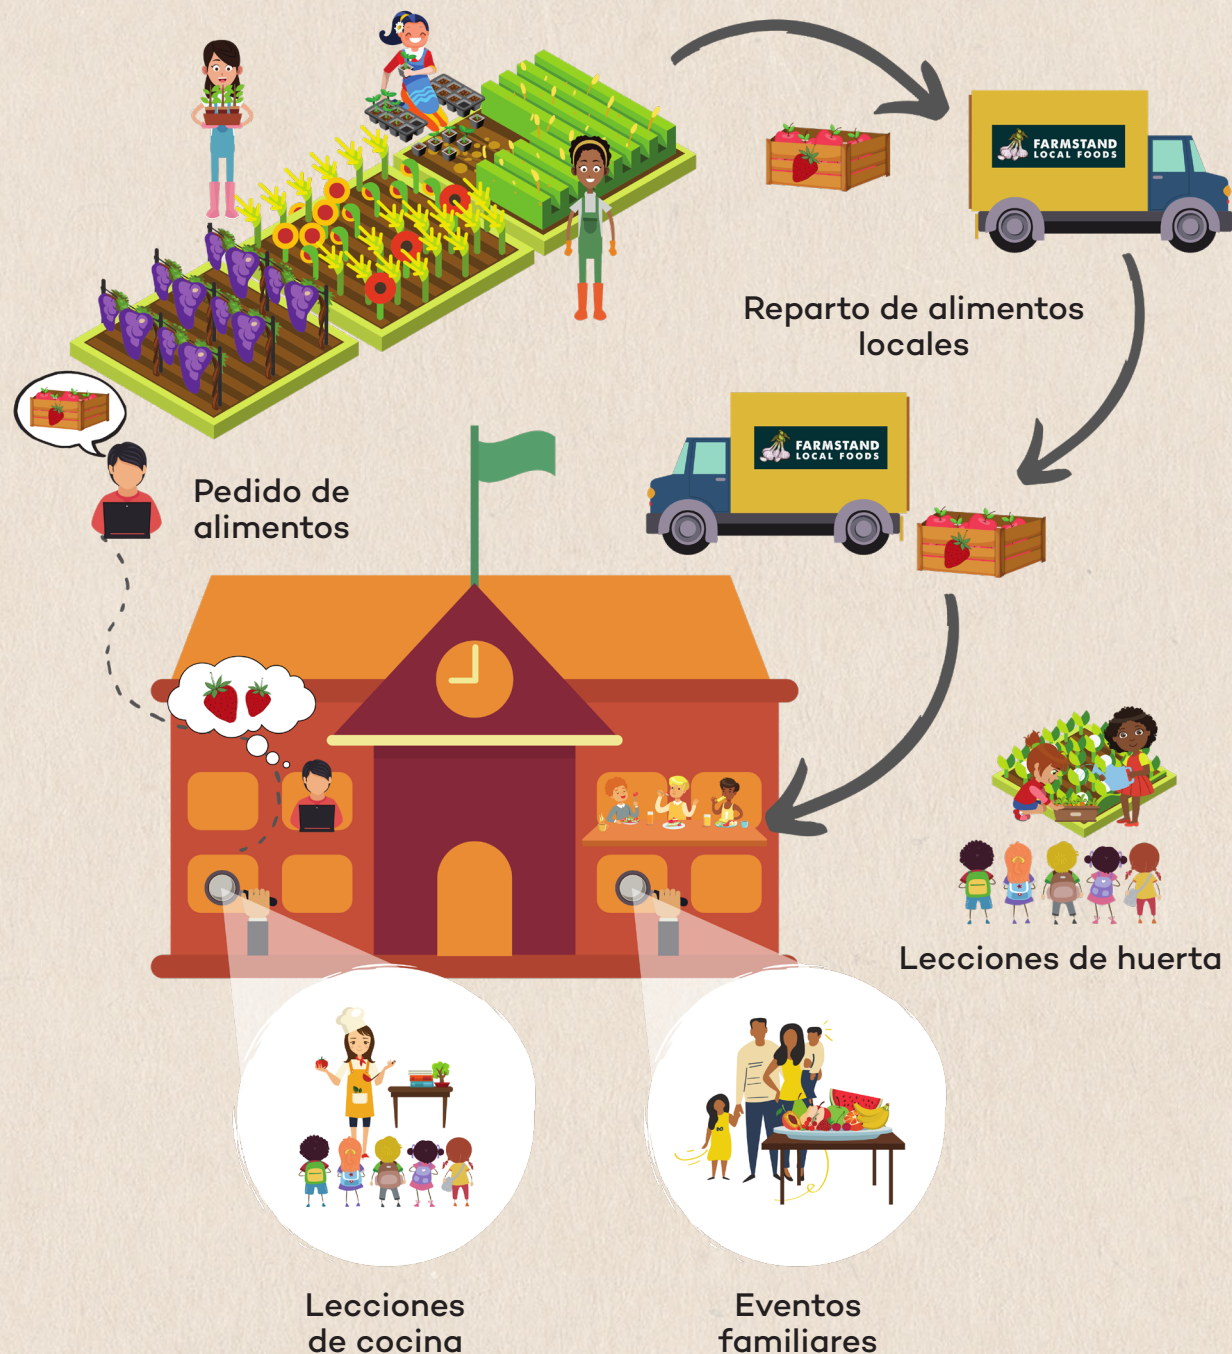 FARMSTAND
LOCAL FOODS
Reparto de alimentos
locales
FARMSTAND
LOCAL FOODS
Pedido de
alimentos
Lecciones de huerta
Lecciones
de cocina
Eventos
familiares